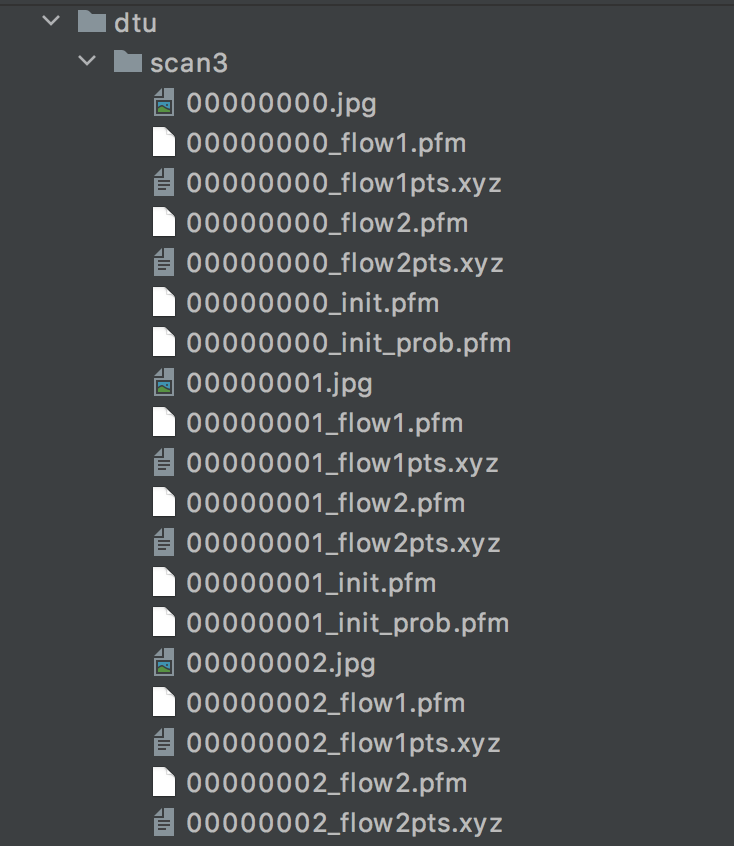 dtu
scan3
00000000.jpg
00000000_flow1.pfm
00000000_flow1pts.xyz
00000000_flow2.pfm
00000000_flow2pts.xyz
00000000_init.pfm
00000000_init_prob.pfm
00000001.jpg
00000001_flow1.pfm
00000001_flow1pts.xyz
00000001_flow2.pfm
00000001_flow2pts.xyz
00000001_init.pfm
00000001_init_prob.pfm
00000002.jpg
00000002_flow1.pfm
00000002_flow1pts.xyz
00000002_flow2.pfm
00000002_flow2pts.xyz